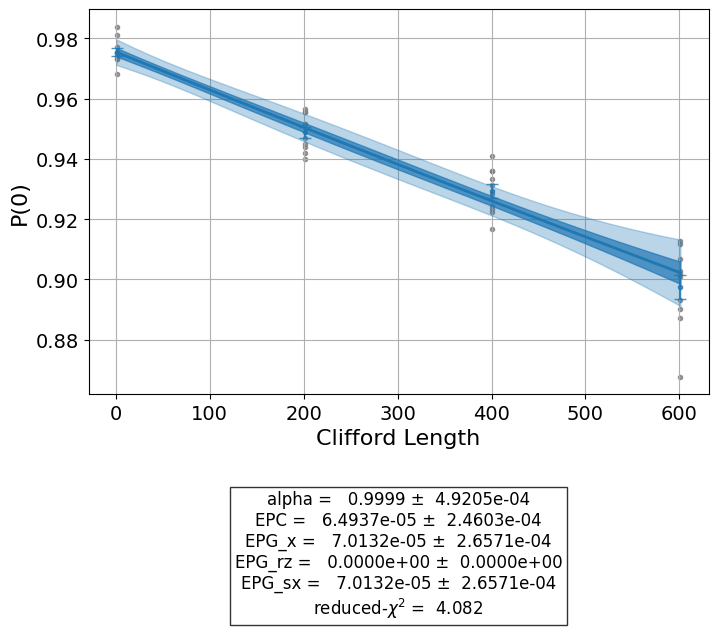 0.98
0.96
0.94
0.92
0.90
0.88
P(0)
0 100 200 300 400 500 600
Clifford Length
alpha = 0.9999 ± 4.9205e-04
EPC = 6.4937e-05 ± 2.4603e-04
EPG_x = 7.0132e-05 ± 2.6571e-04
EPG_rz = 0.0000e+00 ± 0.0000e+00
EPG_sx = 7.0132e-05 ± 2.6571e-04
reduced-χ² = 4.082